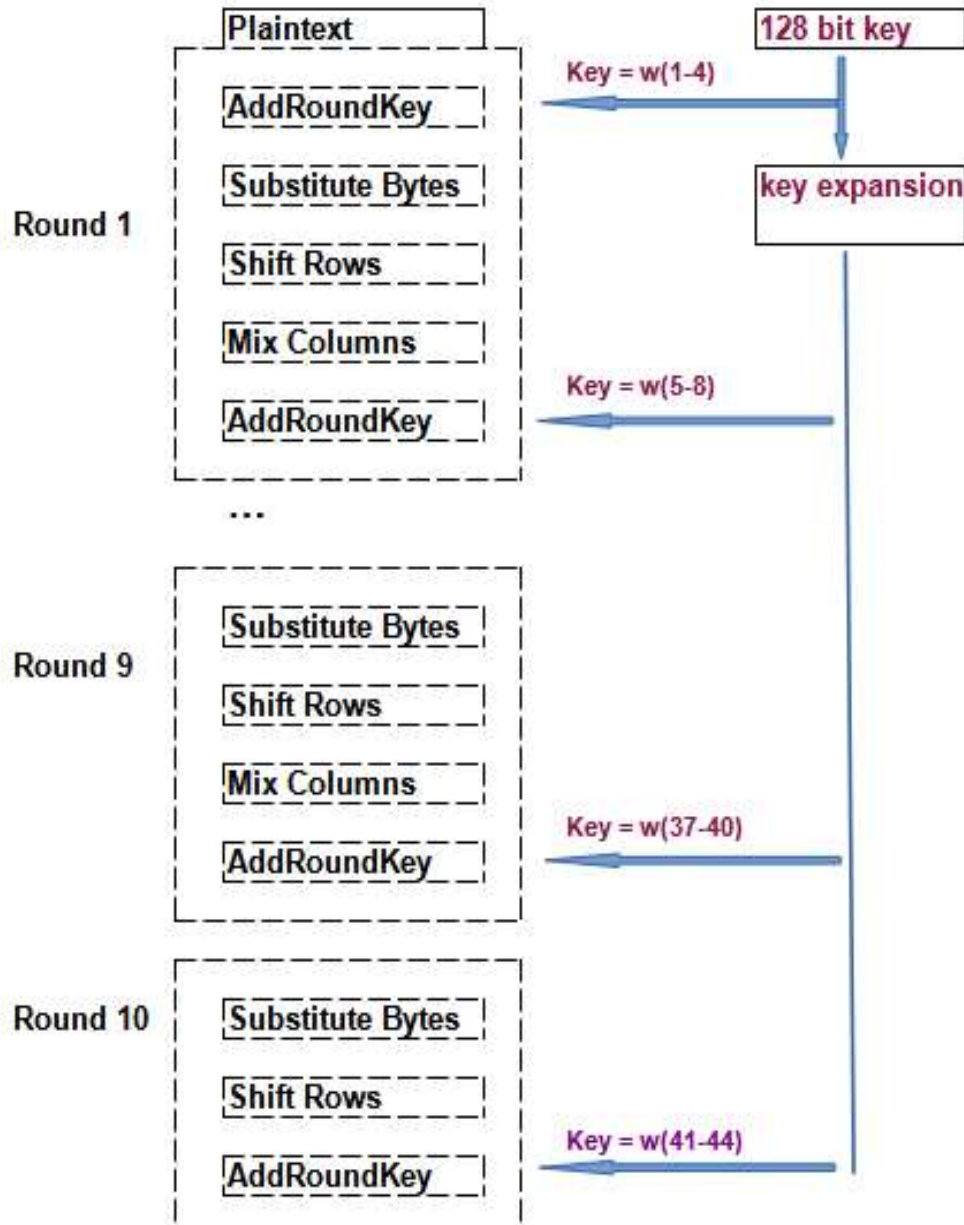 Plaintext
128 bit key
Key = w(1-4)
AddRoundKey
key expansion
Substitute Bytes
Round 1
Shift Rows
Mix Columns
Key = w(5-8)
AddRoundKey
...
Substitute Bytes
Round 9
Shift Rows
Mix Columns
Key = w(37-40)
AddRoundKey
Round 10
Substitute Bytes
Shift Rows
Key = w(41-44)
AddRoundKey